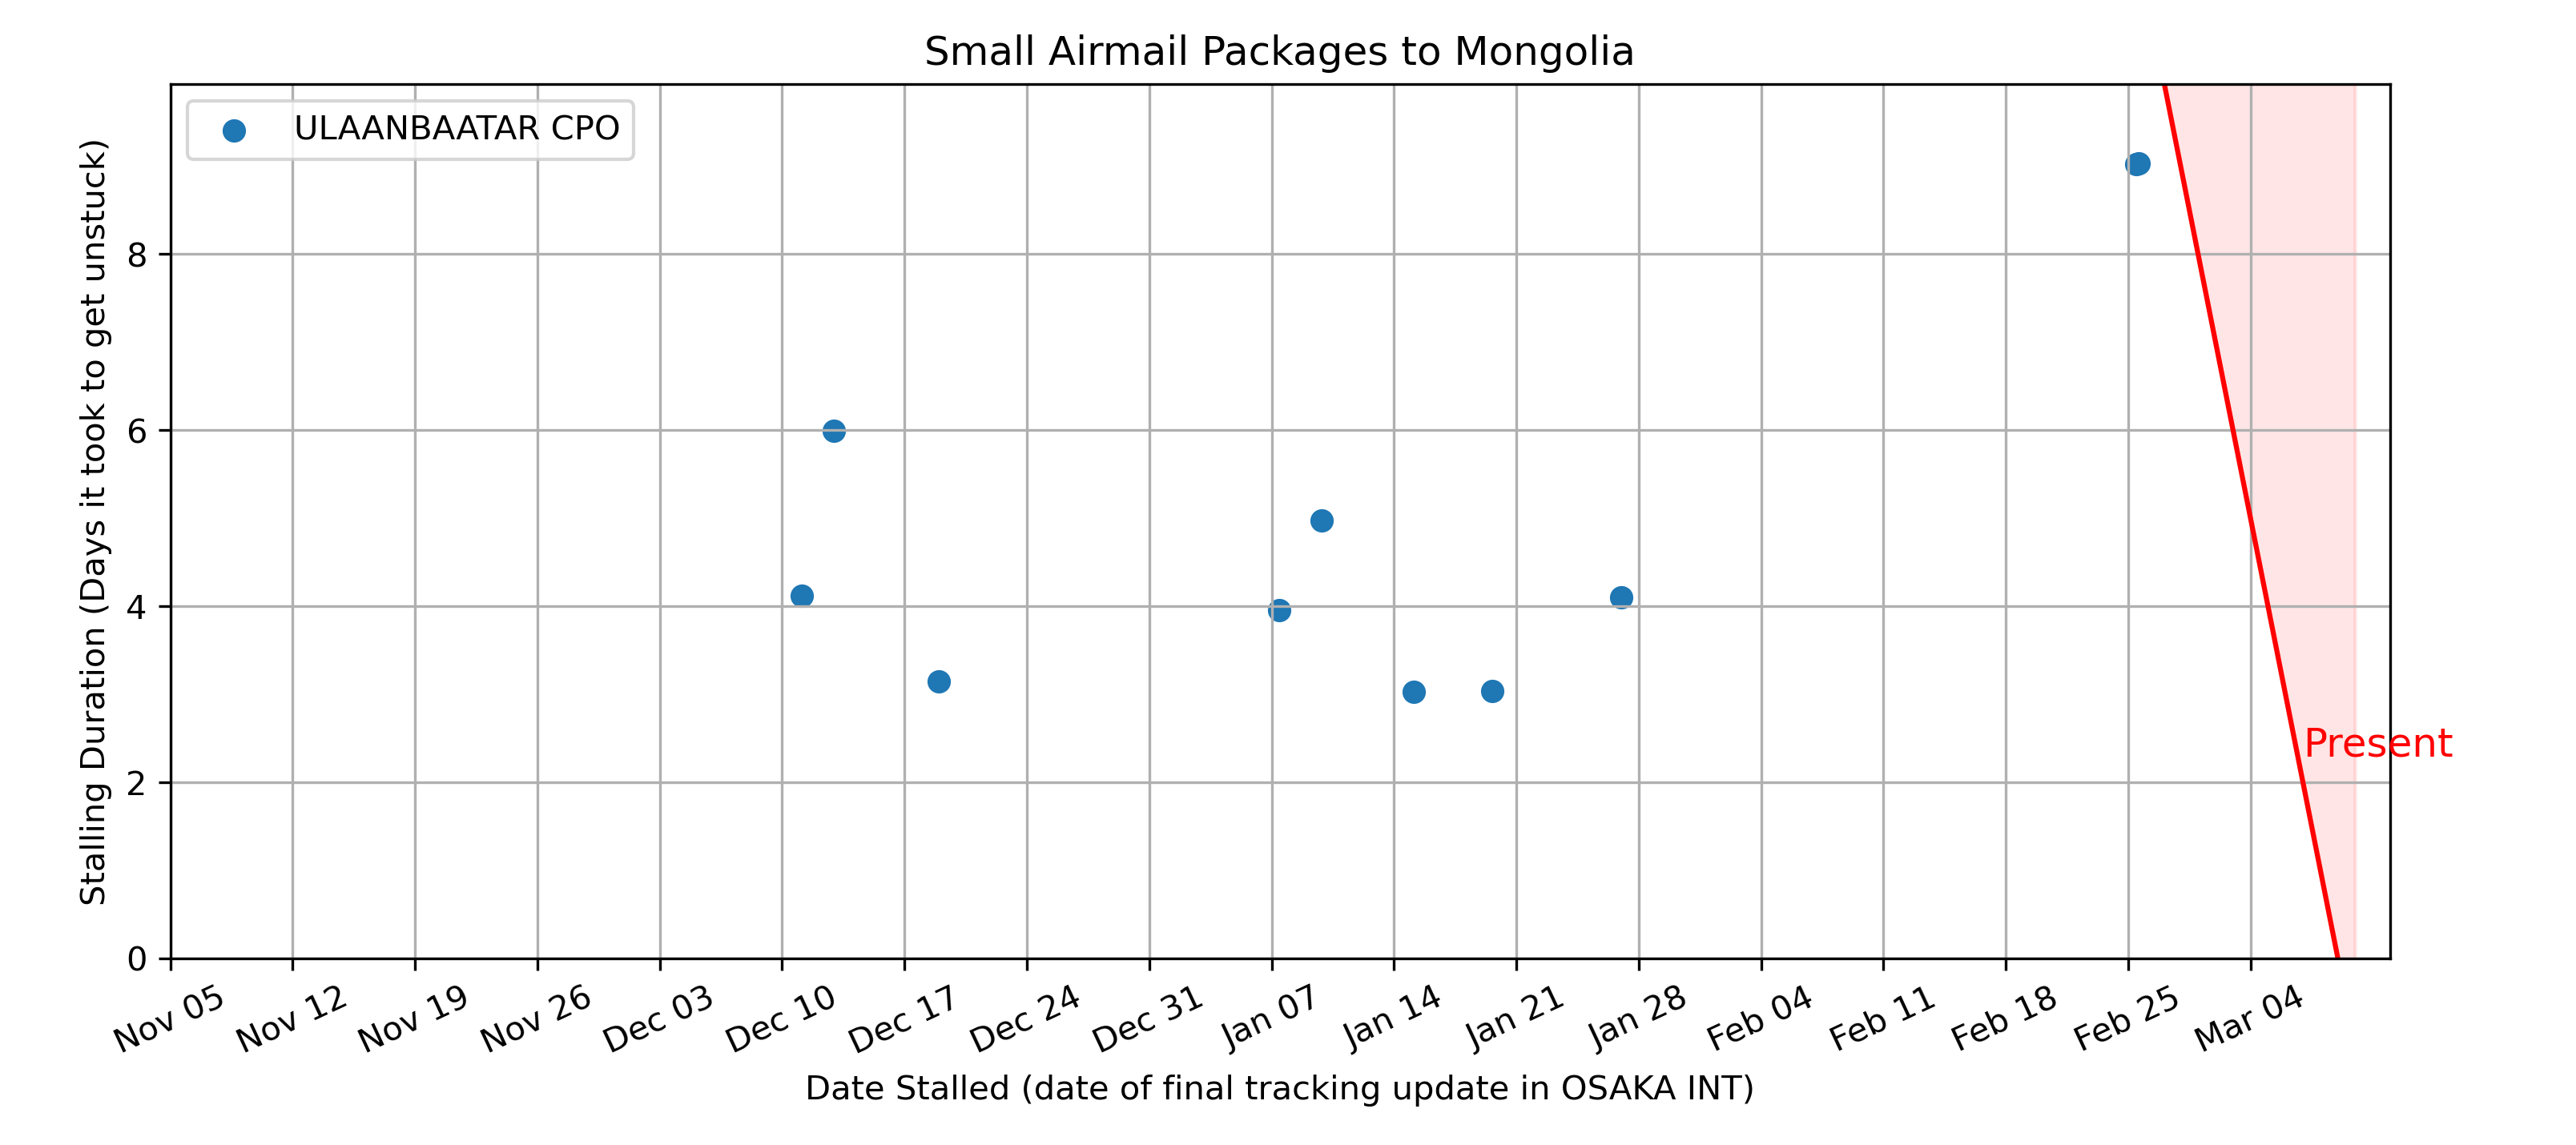 Small Airmail Packages to Mongolia
ULAANBAATAR CPO
Stalling Duration (Days it took to get unstuck)
8
6
4
2
0
Present
Nov 05
Nov 12
Nov 19
Nov 26
Dec 03
Dec 10
Dec 17
Dec 24
Dec 31
Jan 07
Jan 14
Jan 21
Jan 28
Feb 04
Feb 11
Feb 18
Feb 25
Mar 04
Date Stalled (date of final tracking update in OSAKA INT)